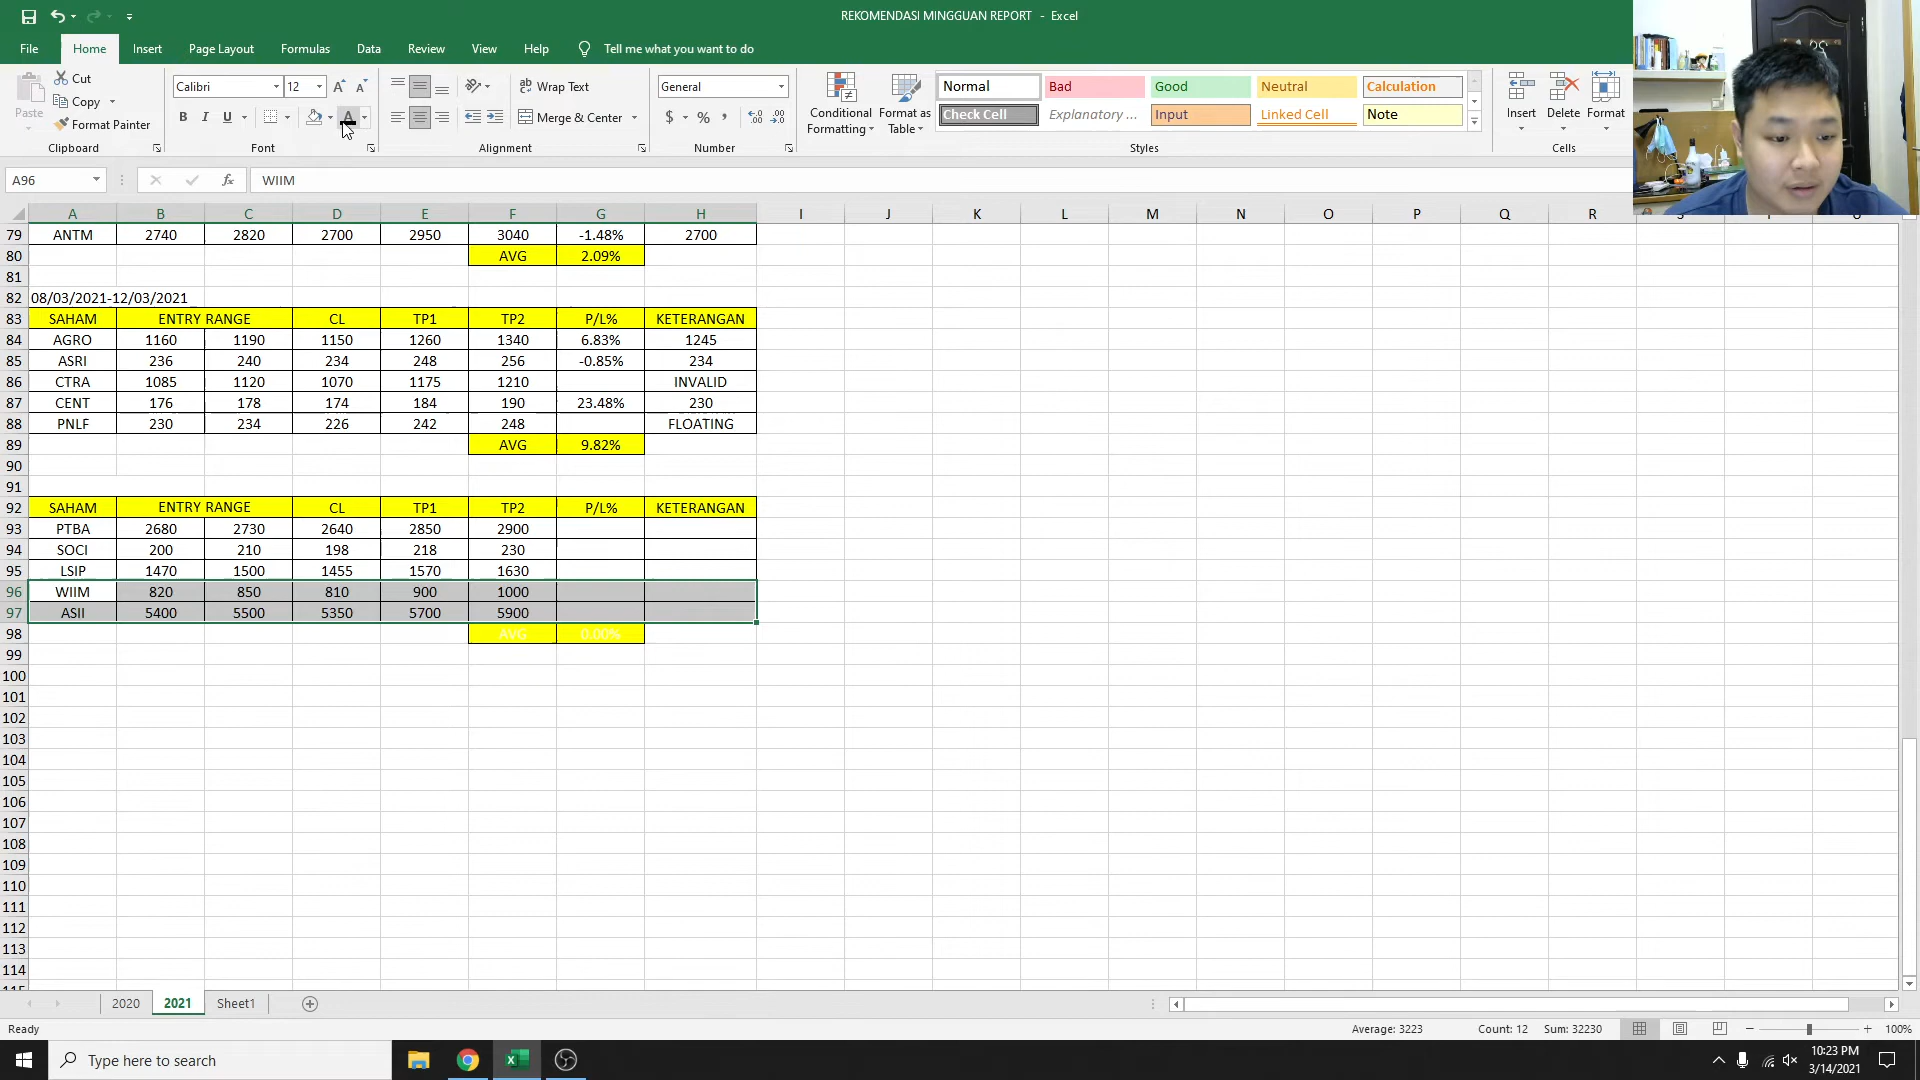 REKOMENDASI MINGGUAN REPORT - Excel
File Home Insert Page Layout Formulas Data Review View Help Tell me what you want to do
Paste
Cut
Copy
Format Painter
Clipboard
Calibri 12
B I U
Font
Wrap Text
Merge & Center
Alignment
General
$ % ,
Number
Conditional Formatting
Format as Table
Normal Bad Good Neutral Calculation
Check Cell Explanatory ... Input Linked Cell Note
Styles
Insert Delete Format
Cells
A96 fx WIIM
A B C D E F G H I J K L M N O P Q R
79 ANTM 2740 2820 2700 2950 3040 -1.48% 2700
80 AVG 2.09%
81
82 08/03/2021-12/03/2021
83 SAHAM ENTRY RANGE CL TP1 TP2 P/L% KETERANGAN
84 AGRO 1160 1190 1150 1260 1340 6.83% 1245
85 ASRI 236 240 234 248 256 -0.85% 234
86 CTRA 1085 1120 1070 1175 1210 INVALID
87 CENT 176 178 174 184 190 23.48% 230
88 PNLF 230 234 226 242 248 FLOATING
89 AVG 9.82%
90
91
92 SAHAM ENTRY RANGE CL TP1 TP2 P/L% KETERANGAN
93 PTBA 2680 2730 2640 2850 2900
94 SOCI 200 210 198 218 230
95 LSIP 1470 1500 1455 1570 1630
96 WIIM 820 850 810 900 1000
97 ASII 5400 5500 5350 5700 5900
98 AVG 0.00%
99
100
101
102
103
104
105
106
107
108
109
110
111
112
113
114
2020 2021 Sheet1
Ready Average: 3223 Count: 12 Sum: 32230 100%
Type here to search
10:23 PM
3/14/2021